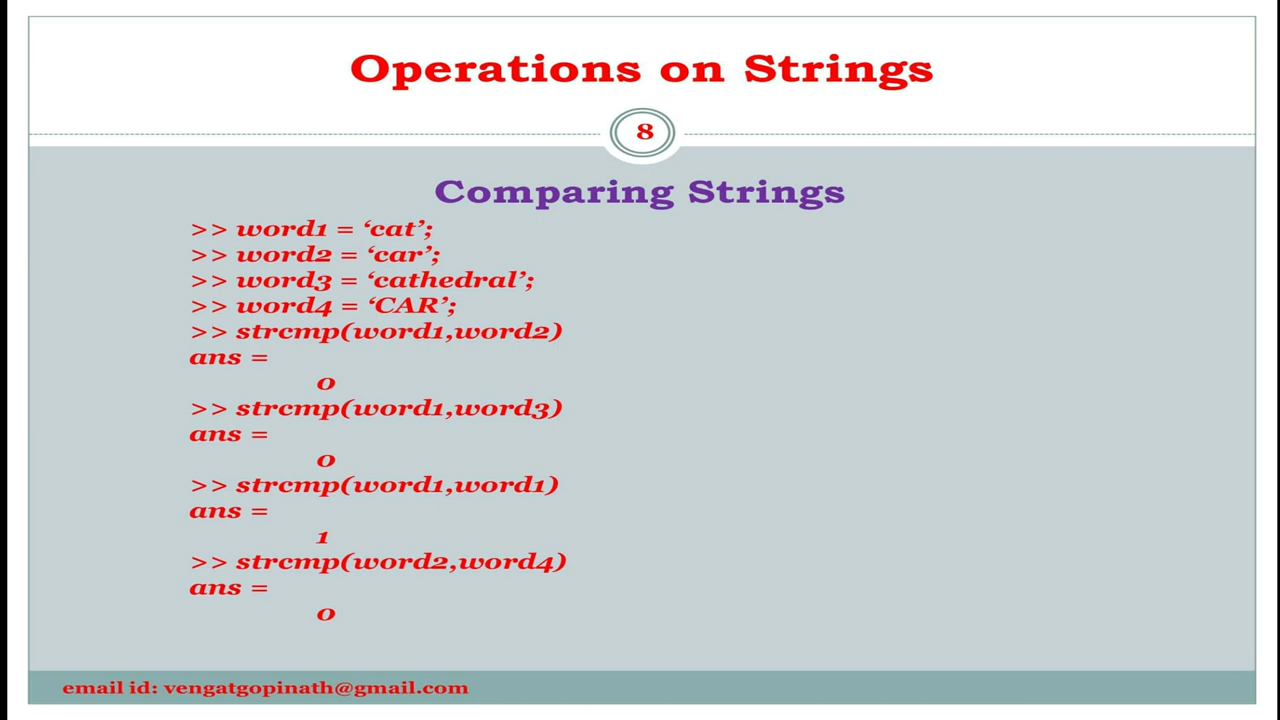 Operations on Strings
8
Comparing Strings
>> word1 = ‘cat’;
>> word2 = ‘car’;
>> word3 = ‘cathedral’;
>> word4 = ‘CAR’;
>> strcmp(word1,word2)
ans =
0
>> strcmp(word1,word3)
ans =
0
>> strcmp(word1,word1)
ans =
1
>> strcmp(word2,word4)
ans =
0
email id: vengatgopinath@gmail.com